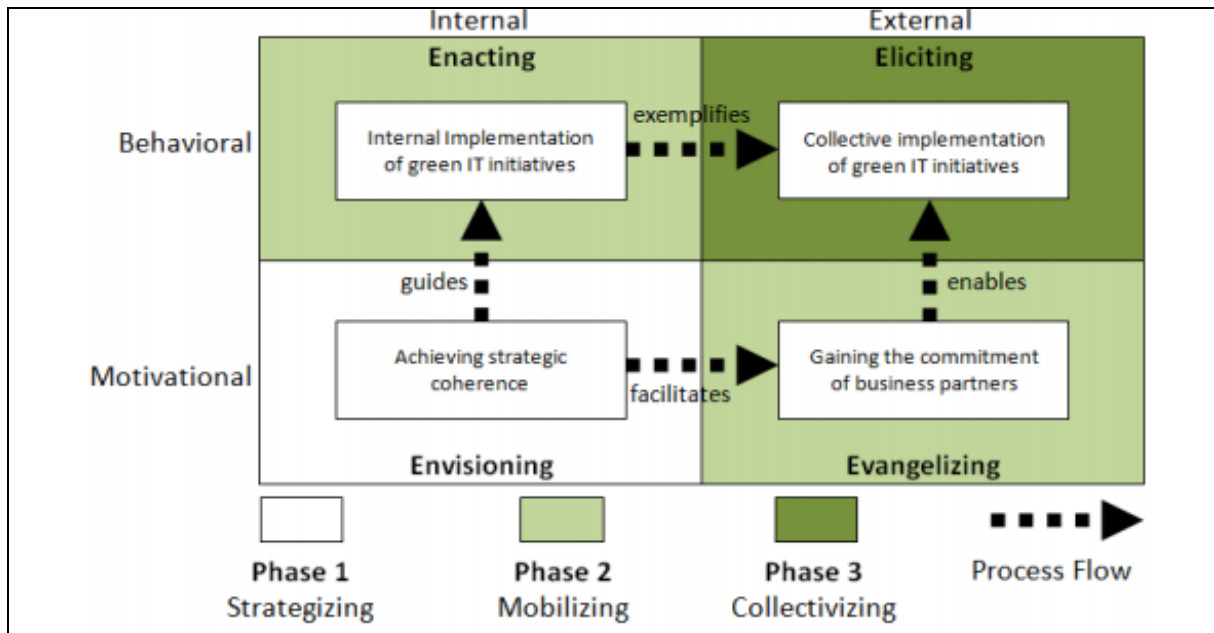 Internal
External
Enacting
Eliciting
Behavioral
Internal Implementation
of green IT initiatives
exemplifies
Collective implementation
of green IT initiatives
guides
enables
Motivational
Achieving strategic
coherence
facilitates
Gaining the commitment
of business partners
Envisioning
Evangelizing
Phase 1
Strategizing
Phase 2
Mobilizing
Phase 3
Collectivizing
Process Flow